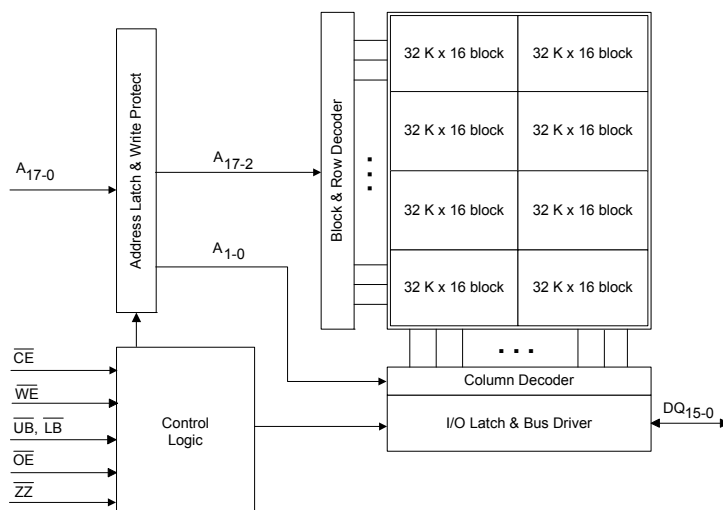 A17-0
Address Latch & Write Protect
A17-2
A1-0
Block & Row Decoder
32 K x 16 block
32 K x 16 block
32 K x 16 block
32 K x 16 block
32 K x 16 block
32 K x 16 block
32 K x 16 block
32 K x 16 block
Column Decoder
I/O Latch & Bus Driver
DQ15-0
CE
WE
UB, LB
OE
ZZ
Control
Logic